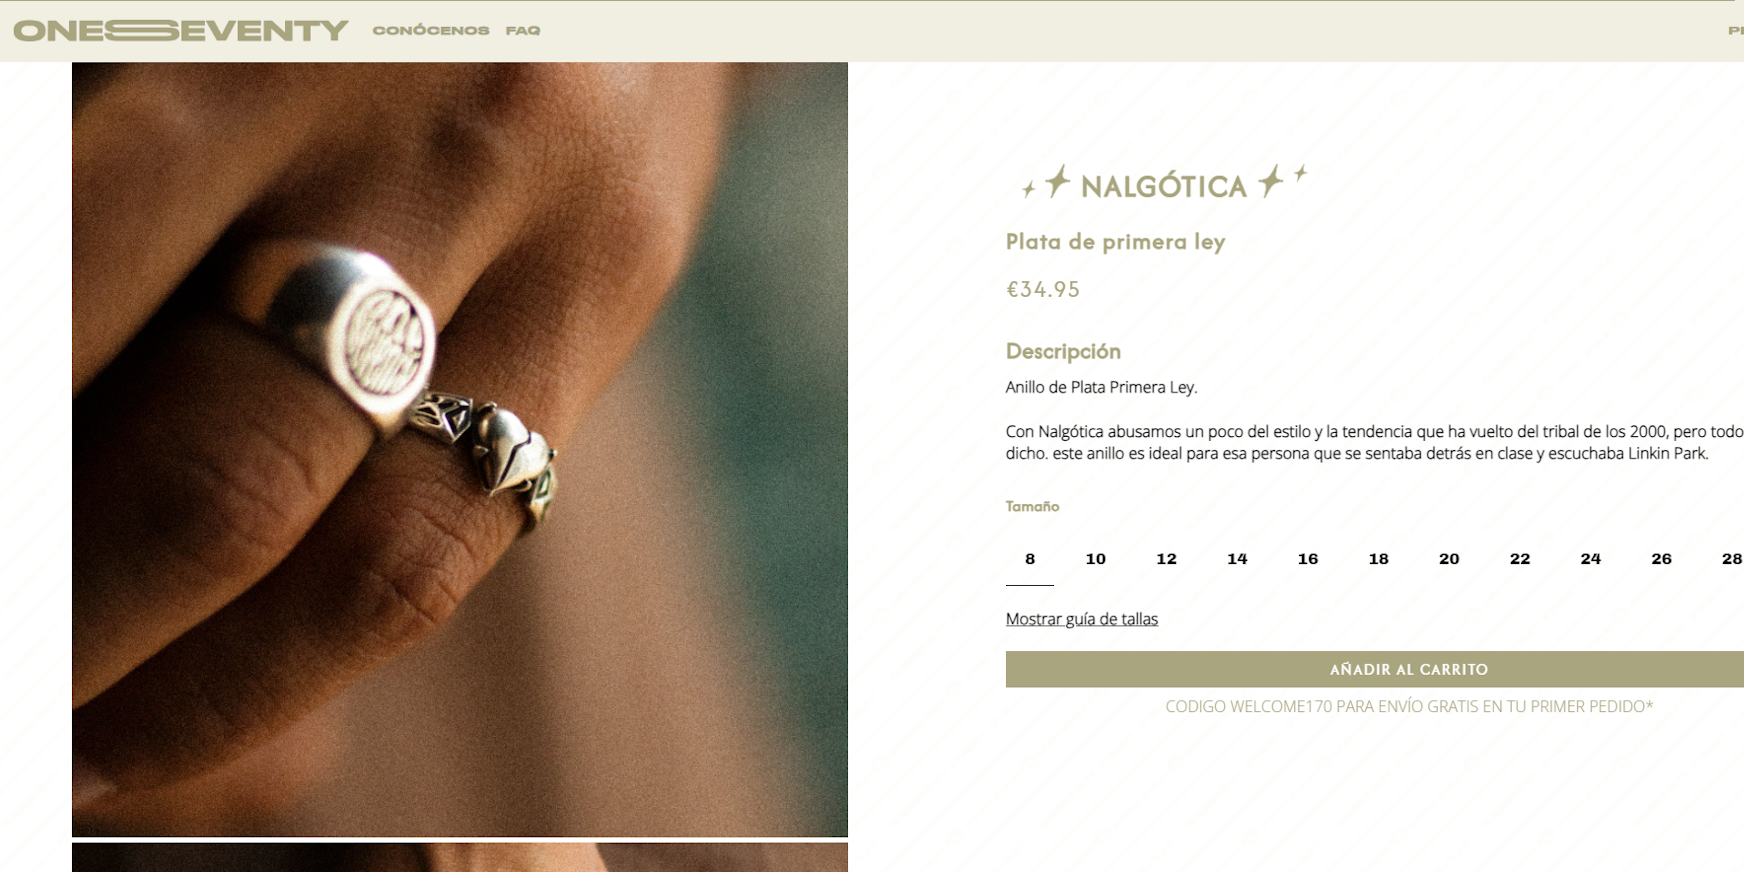 ONESSEVENTY CONÓCENOS FAQ
NALGÓTICA
Plata de primera ley
€34.95
Descripción
Anillo de Plata Primera Ley.
Con Nalgótica abusamos un poco del estilo y la tendencia que ha vuelto del tribal de los 2000, pero todo
dicho. este anillo es ideal para esa persona que se sentaba detrás en clase y escuchaba Linkin Park.
Tamaño
8 10 12 14 16 18 20 22 24 26 28
Mostrar guía de tallas
AÑADIR AL CARRITO
CODIGO WELCOME170 PARA ENVÍO GRATIS EN TU PRIMER PEDIDO*